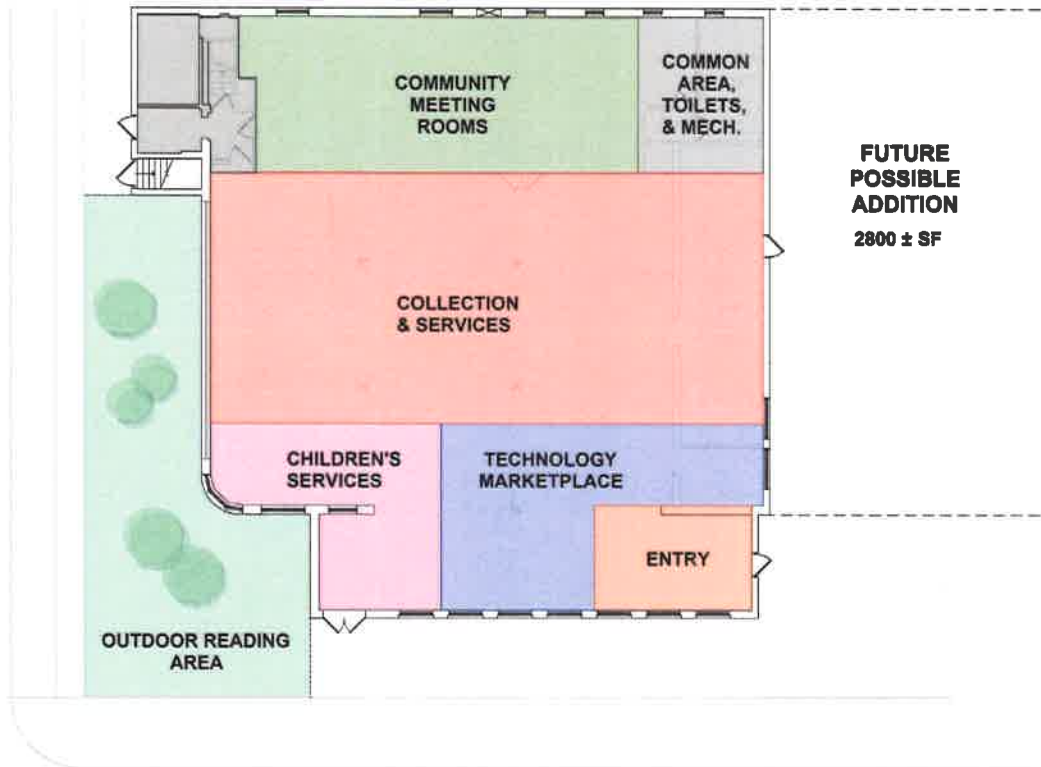 COMMUNITY
MEETING
ROOMS
COMMON
AREA,
TOILETS,
& MECH.
FUTURE
POSSIBLE
ADDITION
2800 ± SF
COLLECTION
& SERVICES
CHILDREN'S
SERVICES
TECHNOLOGY
MARKETPLACE
ENTRY
OUTDOOR READING
AREA